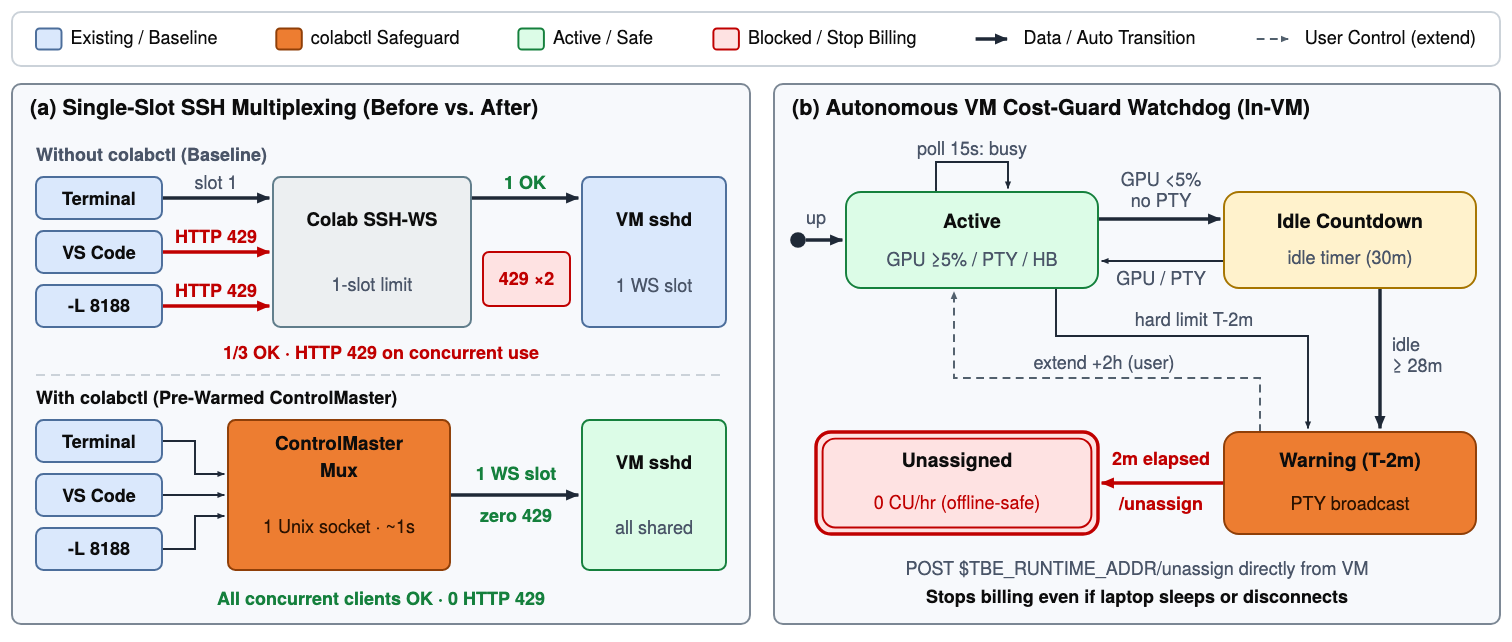 Existing / Baseline
colabctl Safeguard
Active / Safe
Blocked / Stop Billing
Data / Auto Transition
User Control (extend)
(a) Single-Slot SSH Multiplexing (Before vs. After)
Without colabctl (Baseline)
Terminal
slot 1
VS Code
HTTP 429
-L 8188
HTTP 429
Colab SSH-WS
1-slot limit
1 OK
429 ×2
VM sshd
1 WS slot
1/3 OK · HTTP 429 on concurrent use
With colabctl (Pre-Warmed ControlMaster)
Terminal
VS Code
-L 8188
ControlMaster
Mux
1 Unix socket · ~1s
1 WS slot
zero 429
VM sshd
all shared
All concurrent clients OK · 0 HTTP 429
(b) Autonomous VM Cost-Guard Watchdog (In-VM)
poll 15s: busy
up
Active
GPU ≥5% / PTY / HB
GPU <5%
no PTY
GPU / PTY
Idle Countdown
idle timer (30m)
hard limit T-2m
extend +2h (user)
idle
≥ 28m
Unassigned
0 CU/hr (offline-safe)
2m elapsed
/unassign
Warning (T-2m)
PTY broadcast
POST $TBE_RUNTIME_ADDR/unassign directly from VM
Stops billing even if laptop sleeps or disconnects